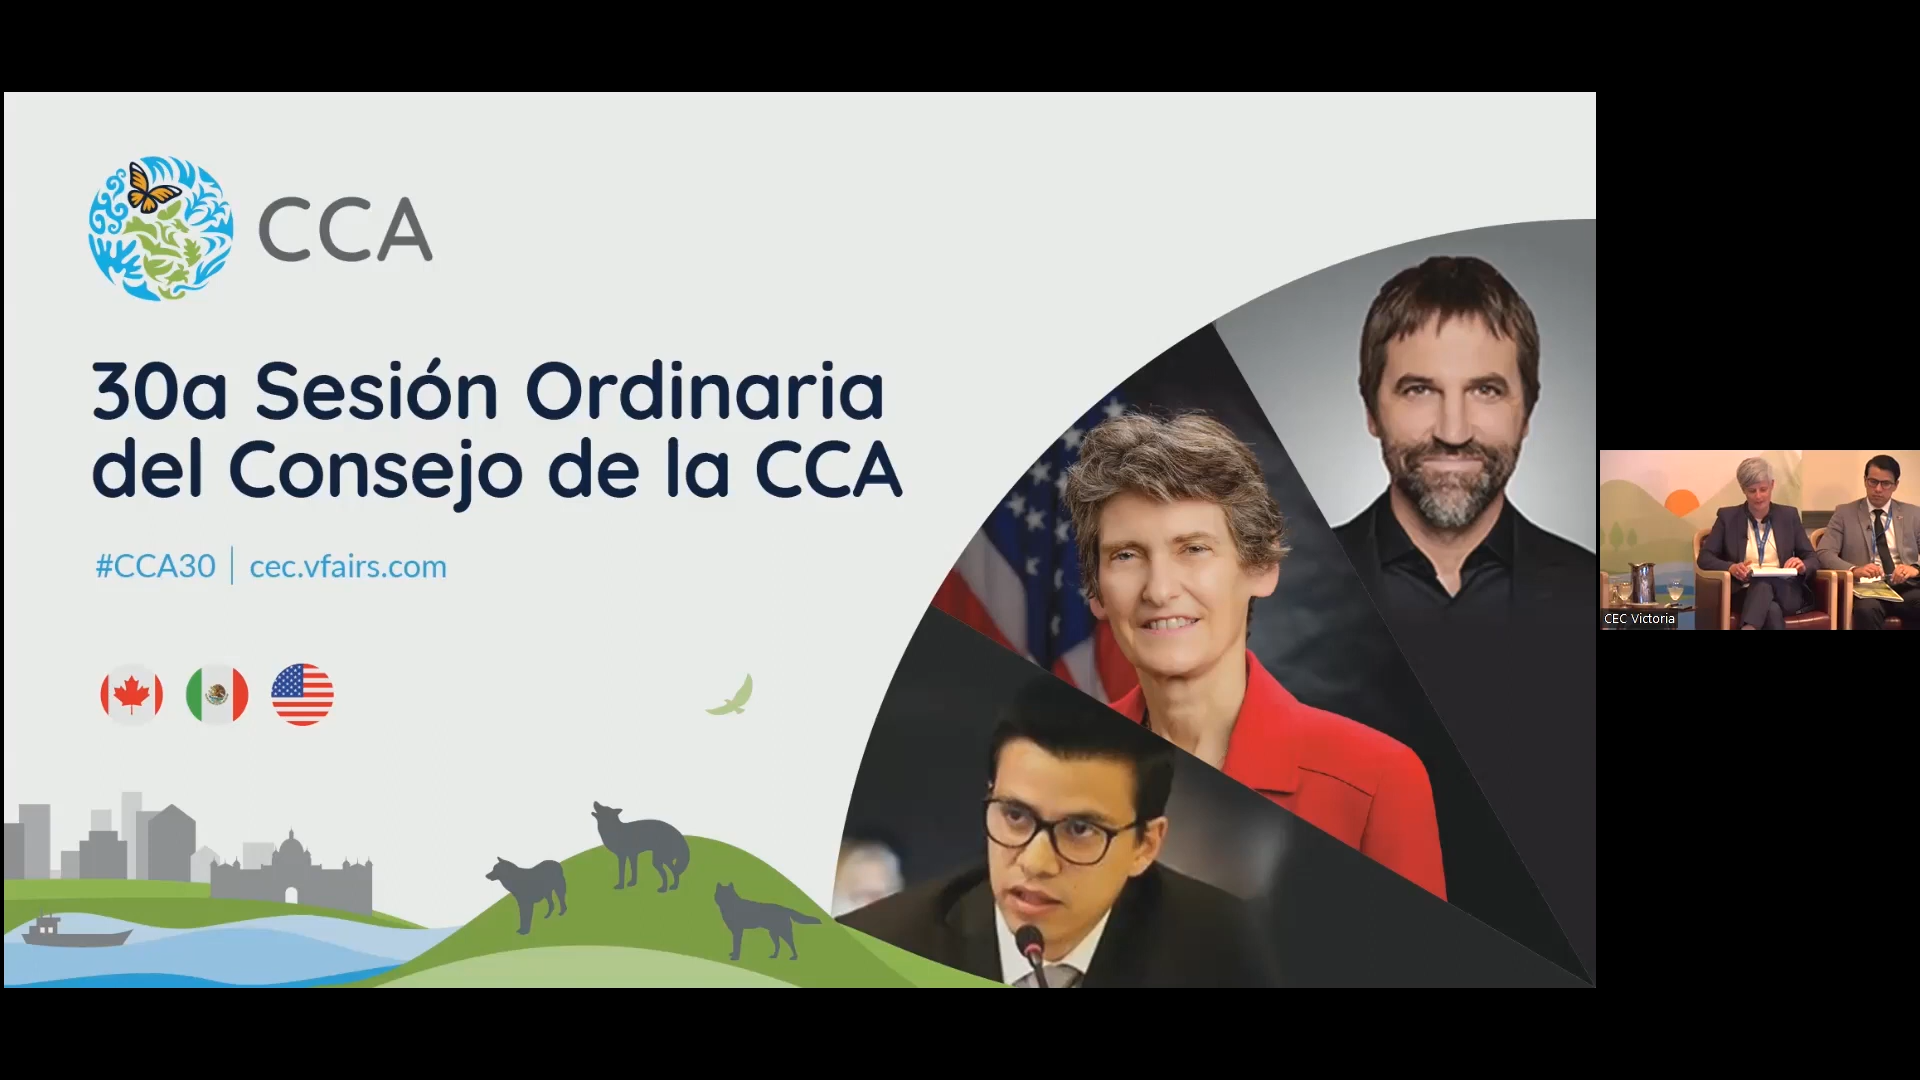 CCA
30a Sesión Ordinaria
del Consejo de la CCA
#CCA30 | cec.vfairs.com
CEC Victoria